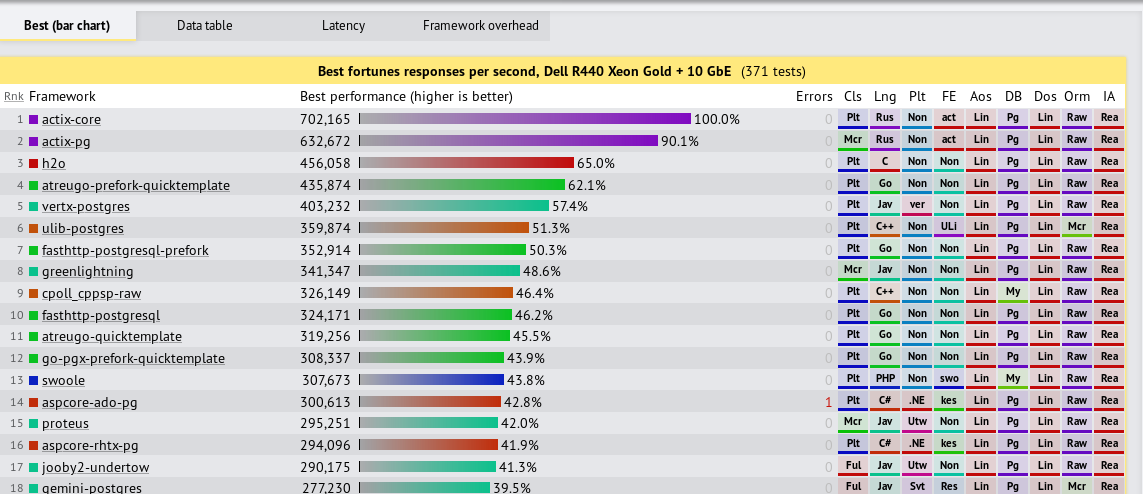 Best (bar chart) Data table Latency Framework overhead
Best fortunes responses per second, Dell R440 Xeon Gold + 10 GbE (371 tests)
Rnk Framework Best performance (higher is better) Errors Cls Lng Plt FE Aos DB Dos Orm IA
1 actix-core 702,165 100.0% 0 Plt Rus Non act Lin Pg Lin Raw Rea
2 actix-pg 632,672 90.1% 0 Mcr Rus Non act Lin Pg Lin Raw Rea
3 h2o 456,058 65.0% 0 Plt C Non Non Lin Pg Lin Raw Rea
4 atreugo-prefork-quicktemplate 435,874 62.1% 0 Plt Go Non Non Lin Pg Lin Raw Rea
5 vertx-postgres 403,232 57.4% 0 Plt Jav ver Non Lin Pg Lin Raw Rea
6 ulib-postgres 359,874 51.3% 0 Plt C++ Non ULi Lin Pg Lin Mcr Rea
7 fasthttp-postgresql-prefork 352,914 50.3% 0 Plt Go Non Non Lin Pg Lin Raw Rea
8 greenlightning 341,347 48.6% 0 Mcr Jav Non Non Lin Pg Lin Raw Rea
9 cpoll_cppsp-raw 326,149 46.4% 0 Plt C++ Non Non Lin My Lin Raw Rea
10 fasthttp-postgresql 324,171 46.2% 0 Plt Go Non Non Lin Pg Lin Raw Rea
11 atreugo-quicktemplate 319,256 45.5% 0 Plt Go Non Non Lin Pg Lin Raw Rea
12 go-pgx-prefork-quicktemplate 308,337 43.9% 0 Plt Go Non Non Lin Pg Lin Raw Rea
13 swoole 307,673 43.8% 0 Plt PHP Non swo Lin My Lin Raw Rea
14 aspcore-ado-pg 300,613 42.8% 1 Plt C# .NE kes Lin Pg Lin Raw Rea
15 proteus 295,251 42.0% 0 Mcr Jav Utw Non Lin Pg Lin Raw Rea
16 aspcore-rhtx-pg 294,096 41.9% 0 Plt C# .NE kes Lin Pg Lin Raw Rea
17 jooby2-undertow 290,175 41.3% 0 Ful Jav Utw Non Lin Pg Lin Raw Rea
18 gemini-postgres 277,230 39.5% 0 Ful Jav Svt Res Lin Pg Lin Mcr Rea